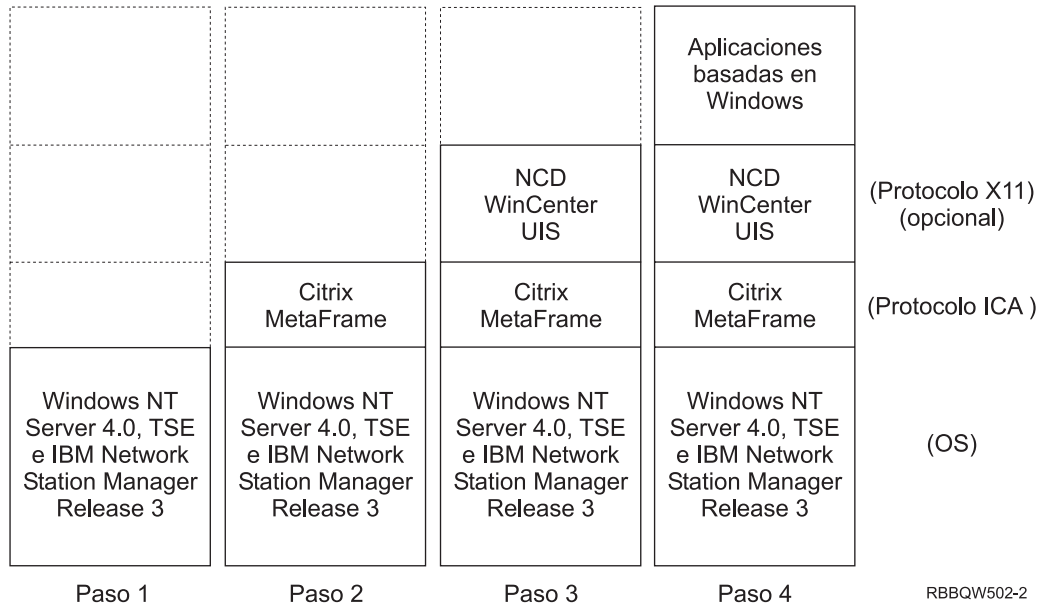 Aplicaciones
basadas en
Windows
NCD
WinCenter
UIS
NCD
WinCenter
UIS
(Protocolo X11)
(opcional)
Citrix
MetaFrame
Citrix
MetaFrame
Citrix
MetaFrame
(Protocolo ICA )
Windows NT
Server 4.0, TSE
e IBM Network
Station Manager
Release 3
Windows NT
Server 4.0, TSE
e IBM Network
Station Manager
Release 3
Windows NT
Server 4.0, TSE
e IBM Network
Station Manager
Release 3
Windows NT
Server 4.0, TSE
e IBM Network
Station Manager
Release 3
(OS)
Paso 1
Paso 2
Paso 3
Paso 4
RBBQW502-2